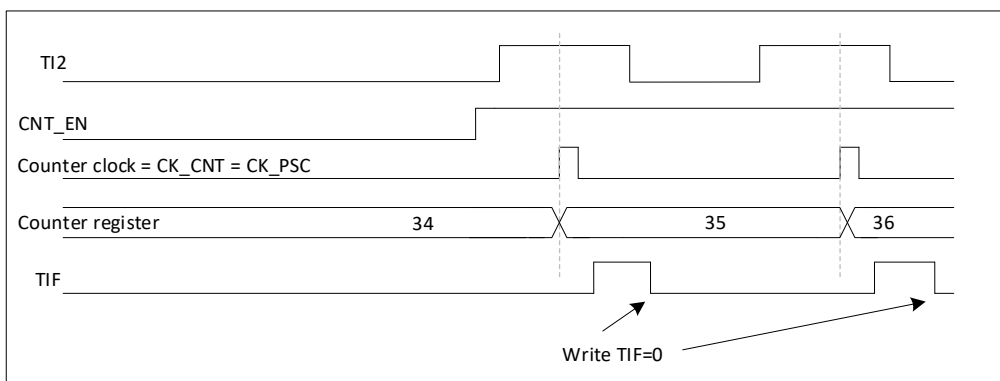 TI2
CNT_EN
Counter clock = CK_CNT = CK_PSC
Counter register 34 35 36
TIF
Write TIF=0